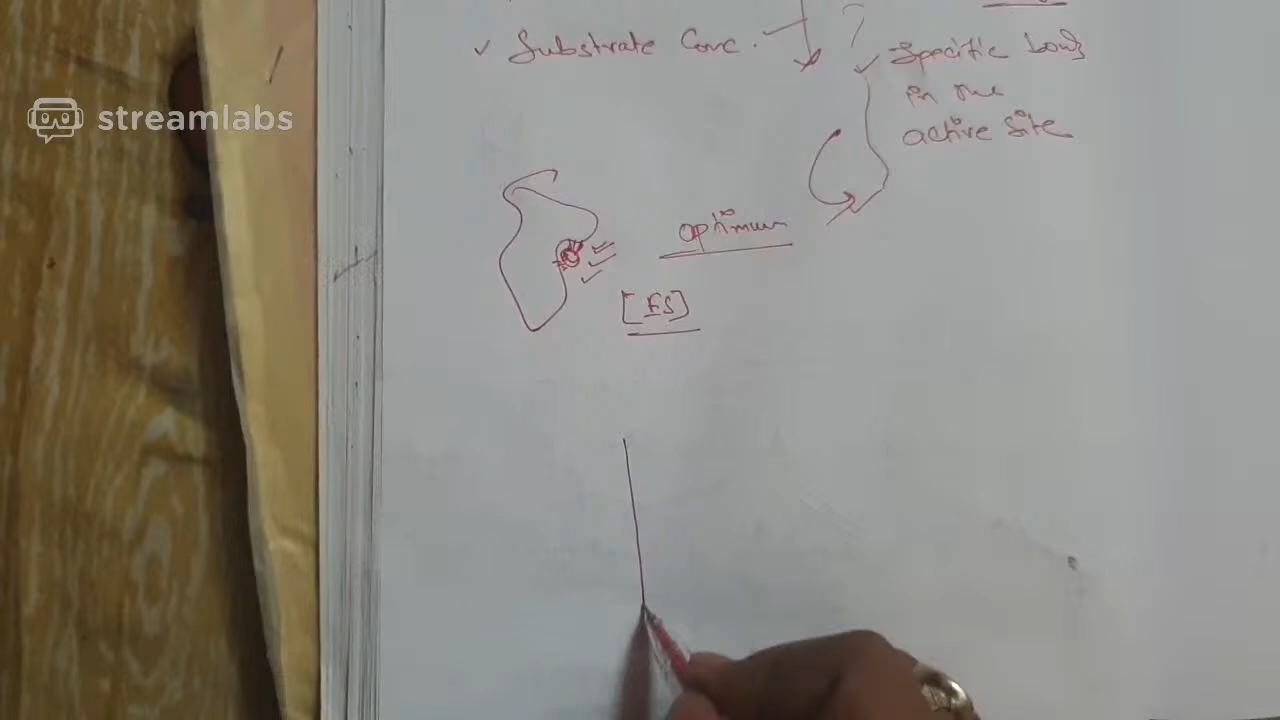 ✓ Substrate Conc. ?
✓ Specific bonds
in the
active site
streamlabs
optimum
[ES]